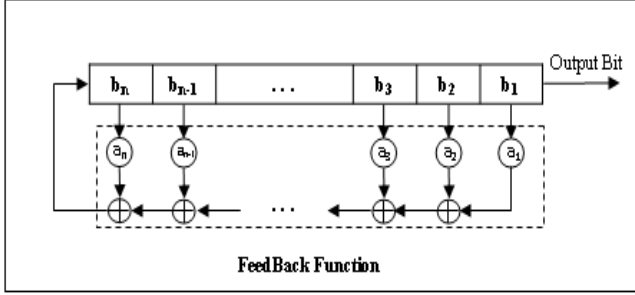 Output Bit
bₙ bₙ₋₁ ... b₃ b₂ b₁
aₙ aₙ₋₁ a₃ a₂ a₁
...
FeedBack Function